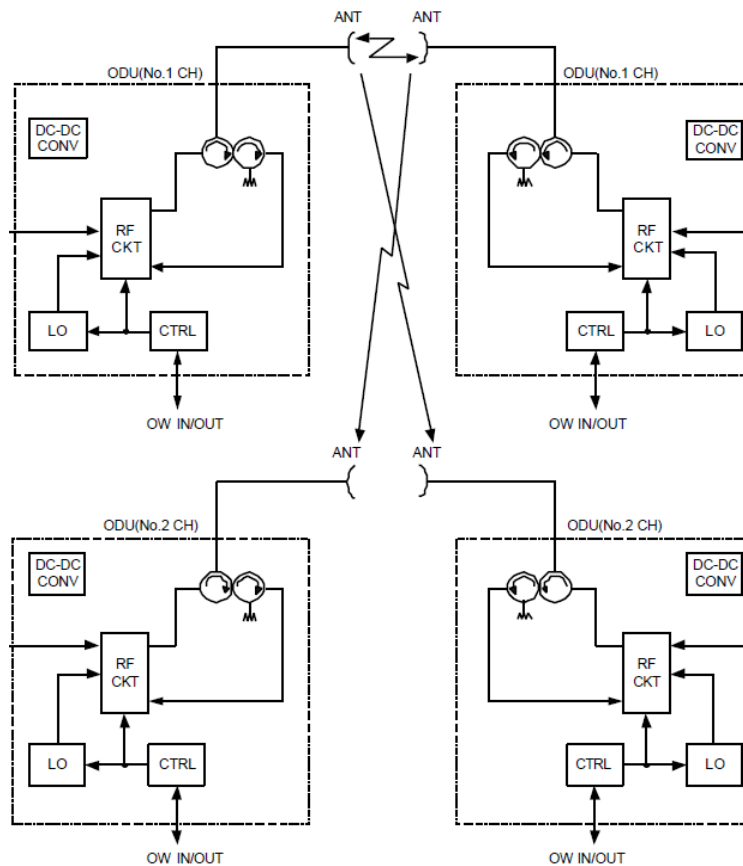 ANT ANT
ODU(No.1 CH) ODU(No.1 CH)
DC-DC
CONV
DC-DC
CONV
RF
CKT
RF
CKT
LO CTRL CTRL LO
OW IN/OUT OW IN/OUT
ANT ANT
ODU(No.2 CH) ODU(No.2 CH)
DC-DC
CONV
DC-DC
CONV
RF
CKT
RF
CKT
LO CTRL CTRL LO
OW IN/OUT OW IN/OUT